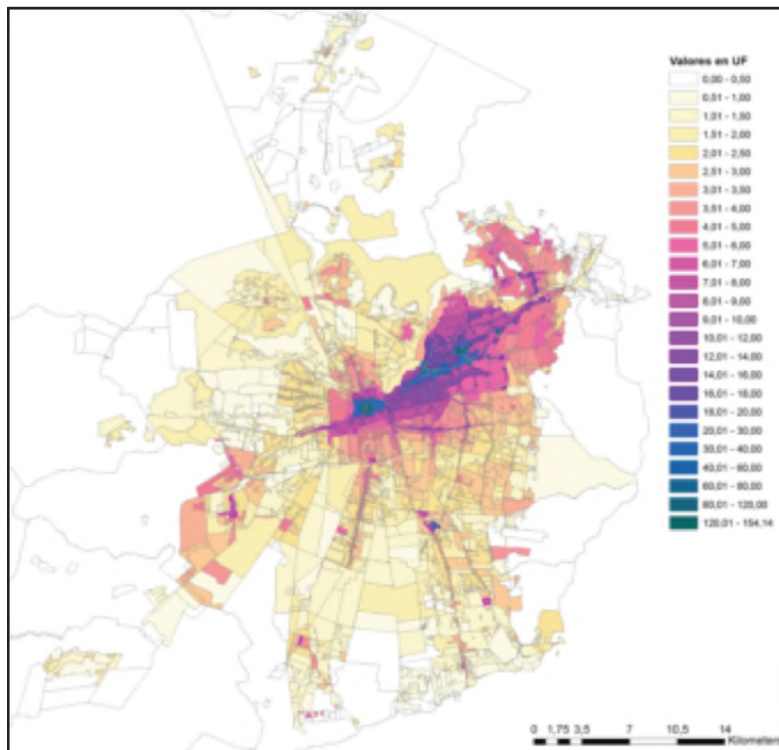 Valores en UF
0,00 - 0,50
0,51 - 1,00
1,01 - 1,50
1,51 - 2,00
2,01 - 2,50
2,51 - 3,00
3,01 - 3,50
3,51 - 4,00
4,01 - 5,00
5,01 - 6,00
6,01 - 7,00
7,01 - 8,00
8,01 - 9,00
9,01 - 10,00
10,01 - 12,00
12,01 - 14,00
14,01 - 16,00
16,01 - 18,00
18,01 - 20,00
20,01 - 30,00
30,01 - 40,00
40,01 - 60,00
60,01 - 80,00
80,01 - 120,00
120,01 - 154,14
0 1,75 3,5 7 10,5 14
Kilometers